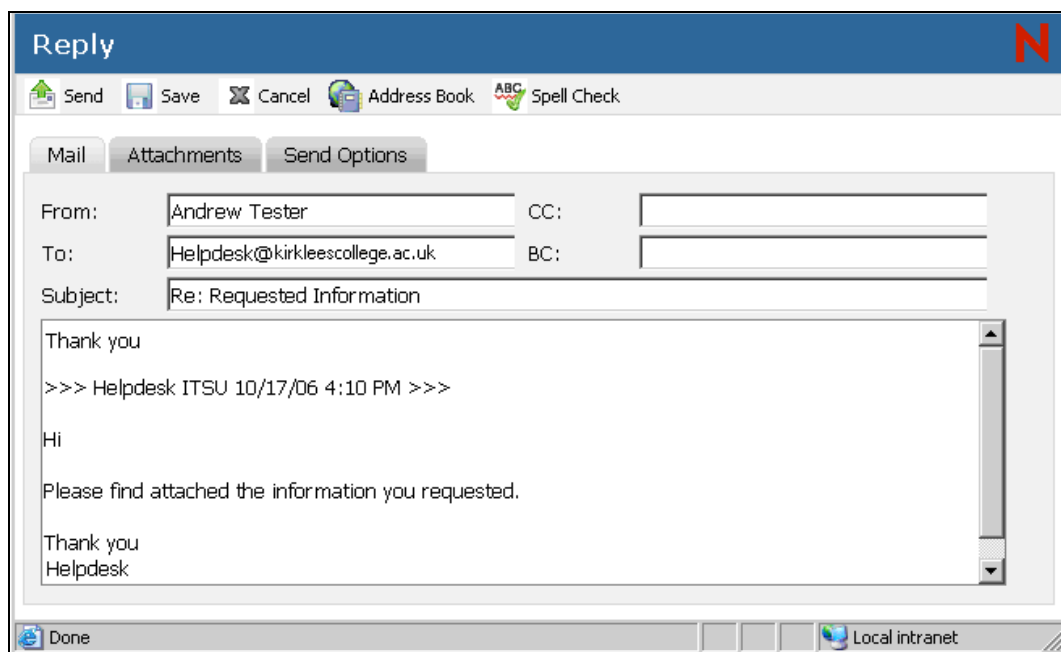 Reply N
Send Save Cancel Address Book ABC Spell Check
Mail Attachments Send Options
From: Andrew Tester CC:
To: Helpdesk@kirkleescollege.ac.uk BC:
Subject: Re: Requested Information
Thank you
>>> Helpdesk ITSU 10/17/06 4:10 PM >>>
Hi
Please find attached the information you requested.
Thank you
Helpdesk
Done Local intranet